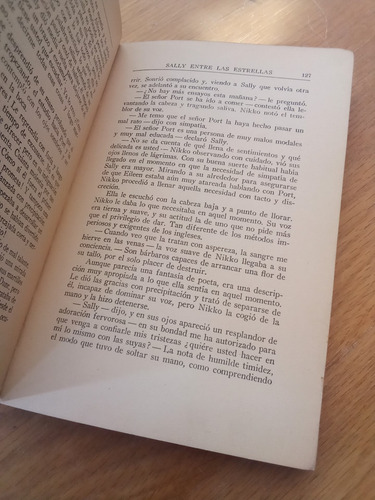 SALLY ENTRE LAS ESTRELLAS
127
erir. Sonrió complacido y, viendo a Sally que volvía otra
vez, se adelantó a su encuentro.
— ¿No hay más ensayos esta mañana? — le preguntó.
— El señor Port se ha ido a comer — contestó ella le-
vantando la cabeza y tragando saliva. Nikko notó el tem-
blor de su voz.
— Me temo que el señor Port la haya hecho pasar un
mal rato — dijo con simpatía.
— El señor Port es una persona de muy malos modales
y muy mal educada — declaró Sally.
— No se da cuenta de qué línea de sentimientos y qué
delicada es usted — Nikko observando con cuidado, vió sus
ojos llenos de lágrimas. Con su buena suerte habitual había
llegado en el momento en que la necesidad de simpatía de
Sally era mayor. Mirando a su alrededor para asegurarse
de que Eileen estaba aún muy atareada hablando con Port,
Nikko procedió a llenar aquella necesidad con tacto y dis-
creción.
Ella le escuchó con la cabeza baja y a punto de llorar.
Nikko le daba lo que necesitaba en aquel momento. Su voz
era tierna y suave, y su actitud la de uno que no pide más
que el privilegio de dar. Tan diferente de los métodos im-
periosos y exigentes de los ingleses.
— Cuando veo que la tratan con aspereza, la sangre me
hierve en las venas — la voz suave de Nikko llegaba a su
conciencia. — Son bárbaros capaces de arrancar una flor de
su tallo, por el solo placer de destruir.
Aunque parecía una fantasía de poeta, era una descrip-
ción muy apropiada a lo que ella sentía en aquel momento.
Le dió las gracias con precipitación y trató de separarse de
él, incapaz de dominar su voz, pero Nikko la cogió de la
mano y la hizo detenerse.
— Sally — dijo, y en sus ojos apareció un resplandor de
adoración fervorosa — en su bondad me ha autorizado para
que venga a confiarle mis tristezas ¿quiére usted hacer en
mí lo mismo con las suyas? — La nota de humilde timidez,
el modo que tuvo de soltar su mano, como comprendiendo